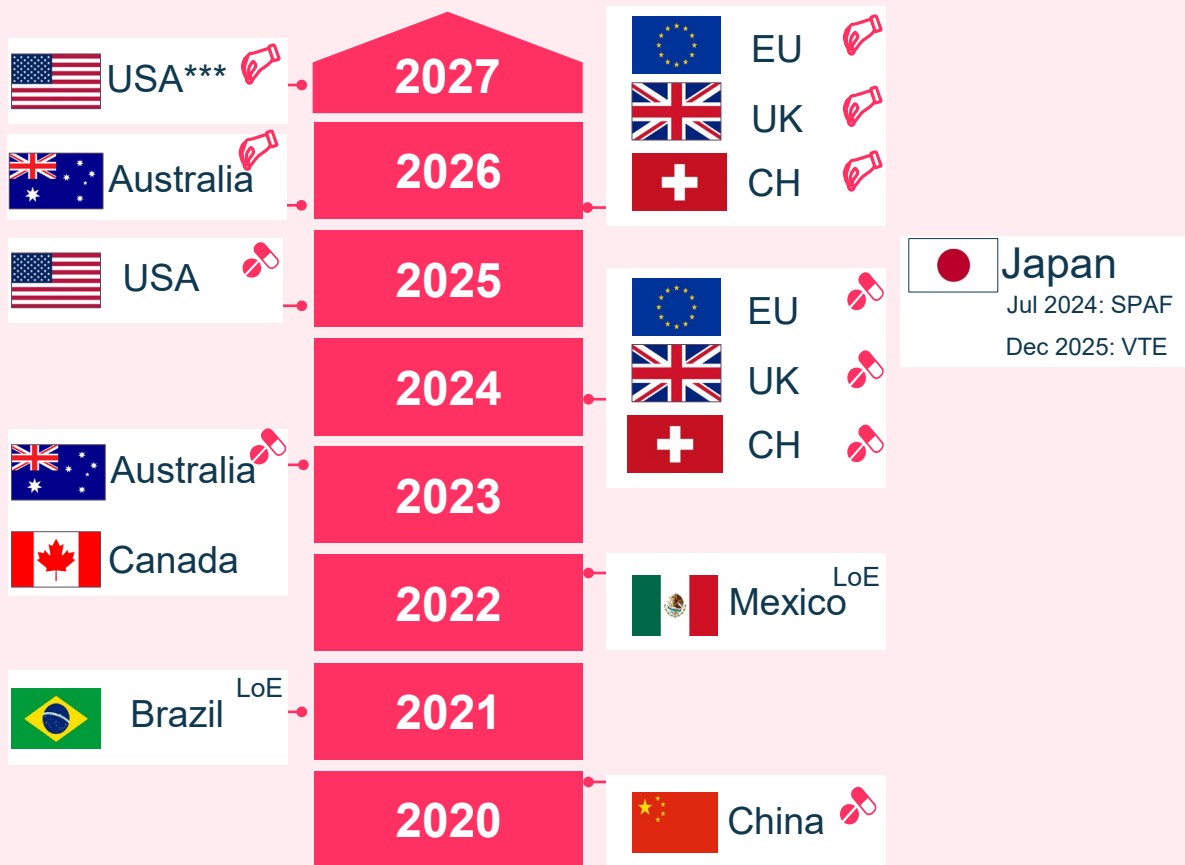 2027
USA***
EU
UK
CH
2026
Australia
2025
USA
Japan
Jul 2024: SPAF
Dec 2025: VTE
EU
UK
CH
2024
2023
Australia
Canada
2022
LoE
Mexico
2021
LoE
Brazil
2020
China